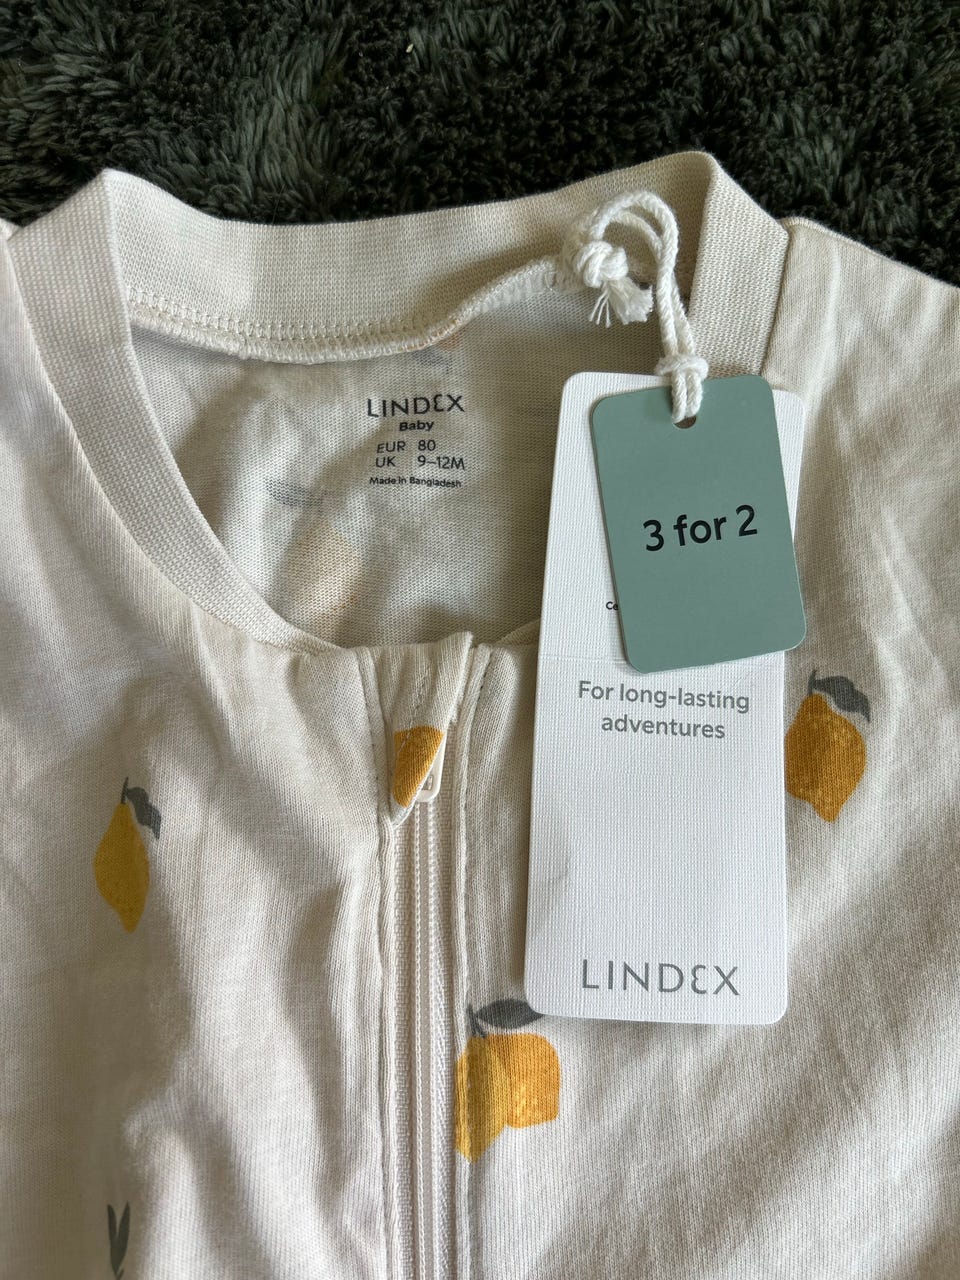 LINDEX
Baby
EUR 80
UK 9–12M
Made in Bangladesh
3 for 2
For long-lasting
adventures
LINDEX